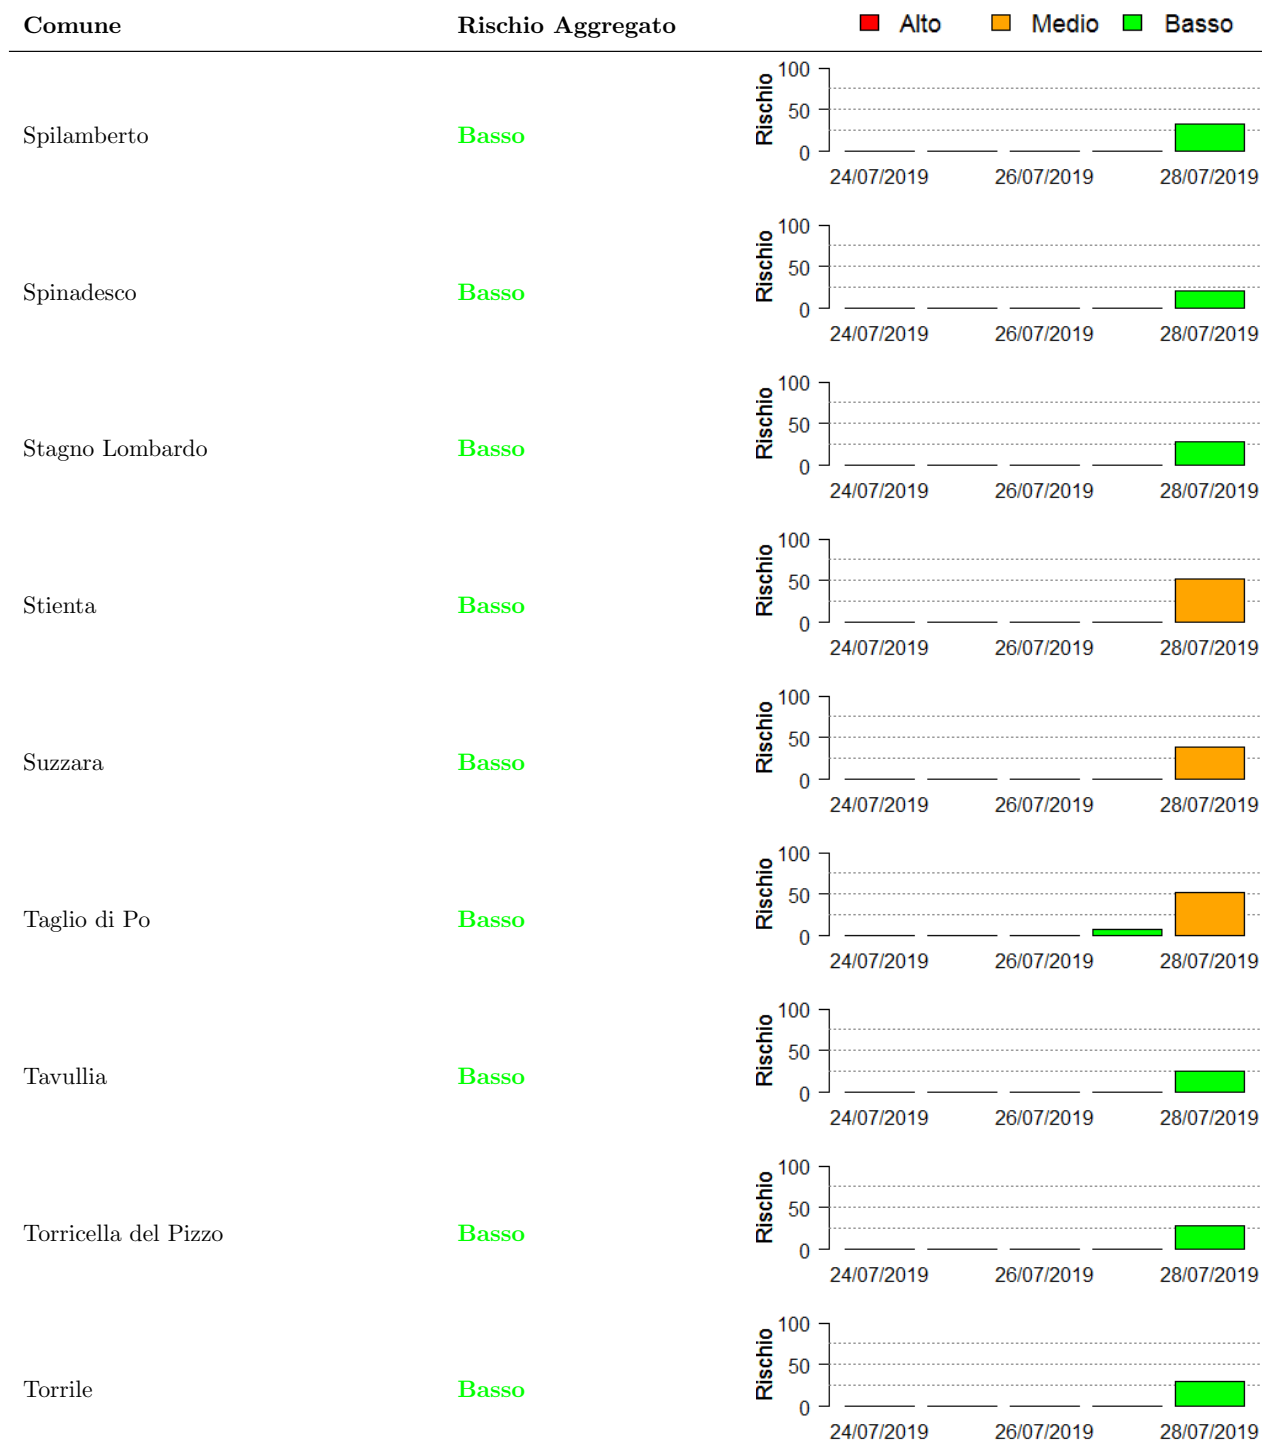 Comune Rischio Aggregato Alto Medio Basso
Spilamberto Basso Rischio 100 50 0
24/07/2019 26/07/2019 28/07/2019
Spinadesco Basso Rischio 100 50 0
24/07/2019 26/07/2019 28/07/2019
Stagno Lombardo Basso Rischio 100 50 0
24/07/2019 26/07/2019 28/07/2019
Stienta Basso Rischio 100 50 0
24/07/2019 26/07/2019 28/07/2019
Suzzara Basso Rischio 100 50 0
24/07/2019 26/07/2019 28/07/2019
Taglio di Po Basso Rischio 100 50 0
24/07/2019 26/07/2019 28/07/2019
Tavullia Basso Rischio 100 50 0
24/07/2019 26/07/2019 28/07/2019
Torricella del Pizzo Basso Rischio 100 50 0
24/07/2019 26/07/2019 28/07/2019
Torrile Basso Rischio 100 50 0
24/07/2019 26/07/2019 28/07/2019